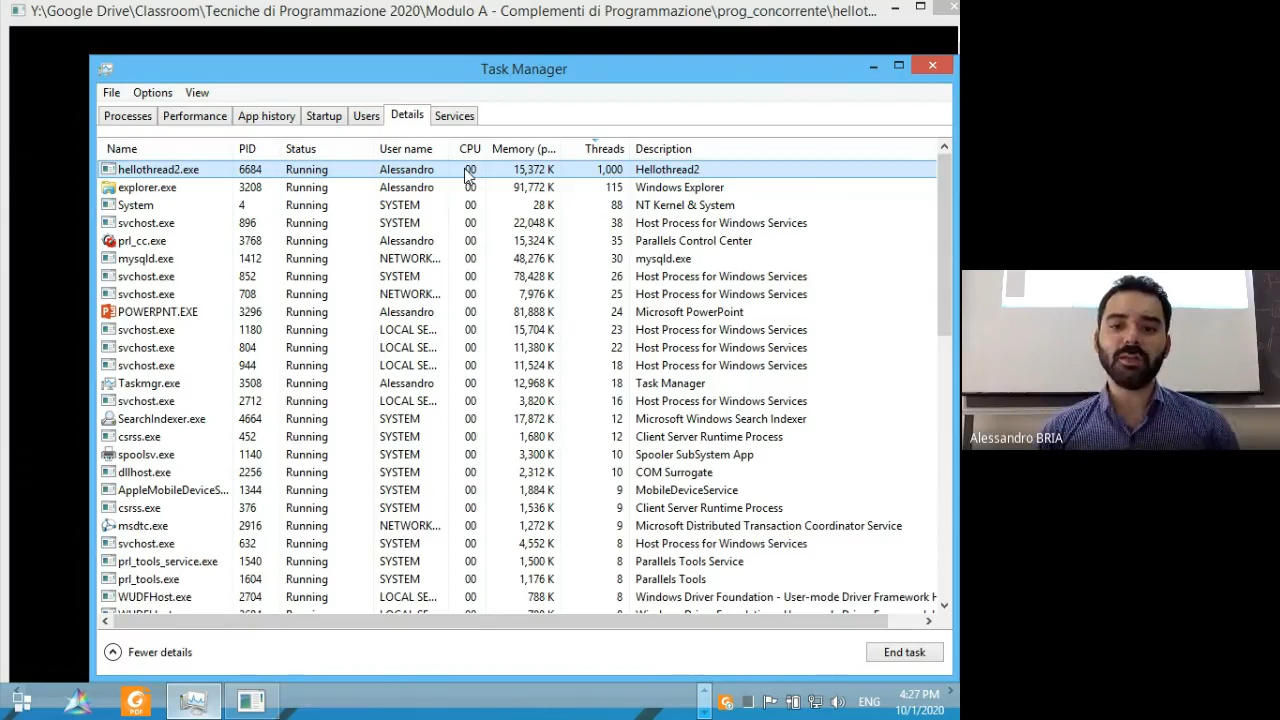 Y:\Google Drive\Classroom\Tecniche di Programmazione 2020\Modulo A - Complementi di Programmazione\prog_concorrente\hellot...
Task Manager
File Options View
Processes Performance App history Startup Users Details Services
Name PID Status User name CPU Memory (p... Threads Description
hellothread2.exe 6684 Running Alessandro 00 15,372 K 1,000 Hellothread2
explorer.exe 3208 Running Alessandro 00 91,772 K 115 Windows Explorer
System 4 Running SYSTEM 00 28 K 88 NT Kernel & System
svchost.exe 896 Running SYSTEM 00 22,048 K 38 Host Process for Windows Services
prl_cc.exe 3768 Running Alessandro 00 15,324 K 35 Parallels Control Center
mysqld.exe 1412 Running NETWORK... 00 48,276 K 30 mysqld.exe
svchost.exe 852 Running SYSTEM 00 78,428 K 26 Host Process for Windows Services
svchost.exe 708 Running NETWORK... 00 7,976 K 25 Host Process for Windows Services
POWERPNT.EXE 3296 Running Alessandro 00 81,888 K 24 Microsoft PowerPoint
svchost.exe 1180 Running LOCAL SE... 00 15,704 K 23 Host Process for Windows Services
svchost.exe 804 Running LOCAL SE... 00 11,380 K 22 Host Process for Windows Services
svchost.exe 944 Running LOCAL SE... 00 11,524 K 18 Host Process for Windows Services
Taskmgr.exe 3508 Running Alessandro 00 12,968 K 18 Task Manager
svchost.exe 2712 Running LOCAL SE... 00 3,820 K 16 Host Process for Windows Services
SearchIndexer.exe 4664 Running SYSTEM 00 17,872 K 12 Microsoft Windows Search Indexer
csrss.exe 452 Running SYSTEM 00 1,680 K 12 Client Server Runtime Process
spoolsv.exe 1140 Running SYSTEM 00 3,300 K 10 Spooler SubSystem App
dllhost.exe 2256 Running SYSTEM 00 2,312 K 10 COM Surrogate
AppleMobileDeviceS... 1344 Running SYSTEM 00 1,884 K 9 MobileDeviceService
csrss.exe 376 Running SYSTEM 00 1,536 K 9 Client Server Runtime Process
msdtc.exe 2916 Running NETWORK... 00 1,272 K 9 Microsoft Distributed Transaction Coordinator Service
svchost.exe 632 Running SYSTEM 00 4,552 K 8 Host Process for Windows Services
prl_tools_service.exe 1540 Running SYSTEM 00 1,500 K 8 Parallels Tools Service
prl_tools.exe 1604 Running SYSTEM 00 1,176 K 8 Parallels Tools
WUDFHost.exe 2704 Running LOCAL SE... 00 788 K 8 Windows Driver Foundation - User-mode Driver Framework H
Fewer details End task
PDF
ENG 4:27 PM
10/1/2020
Alessandro BRIA